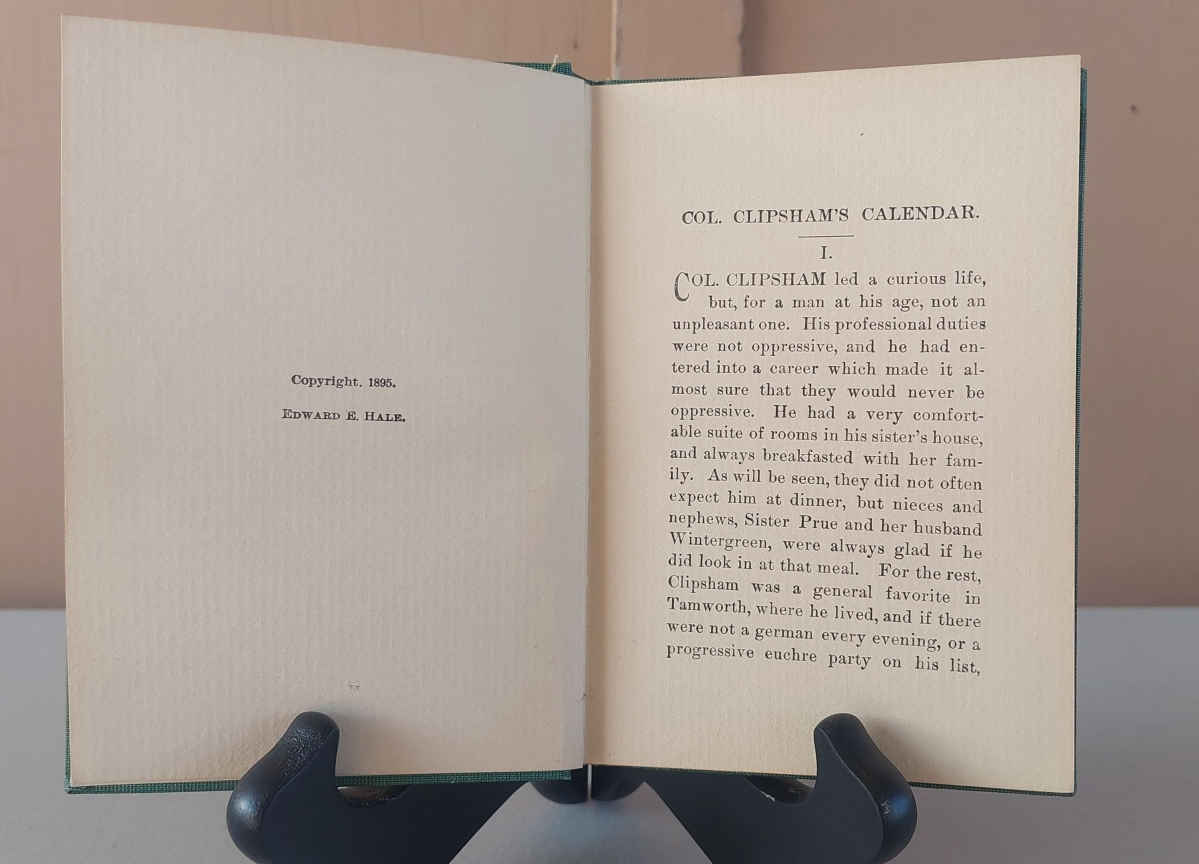 Copyright, 1895.
EDWARD E. HALE.
COL. CLIPSHAM'S CALENDAR.
I.
COL. CLIPSHAM led a curious life,
but, for a man at his age, not an
unpleasant one. His professional duties
were not oppressive, and he had en-
tered into a career which made it al-
most sure that they would never be
oppressive. He had a very comfort-
able suite of rooms in his sister's house,
and always breakfasted with her fam-
ily. As will be seen, they did not often
expect him at dinner, but nieces and
nephews, Sister Prue and her husband
Wintergreen, were always glad if he
did look in at that meal. For the rest,
Clipsham was a general favorite in
Tamworth, where he lived, and if there
were not a german every evening, or a
progressive euchre party on his list,